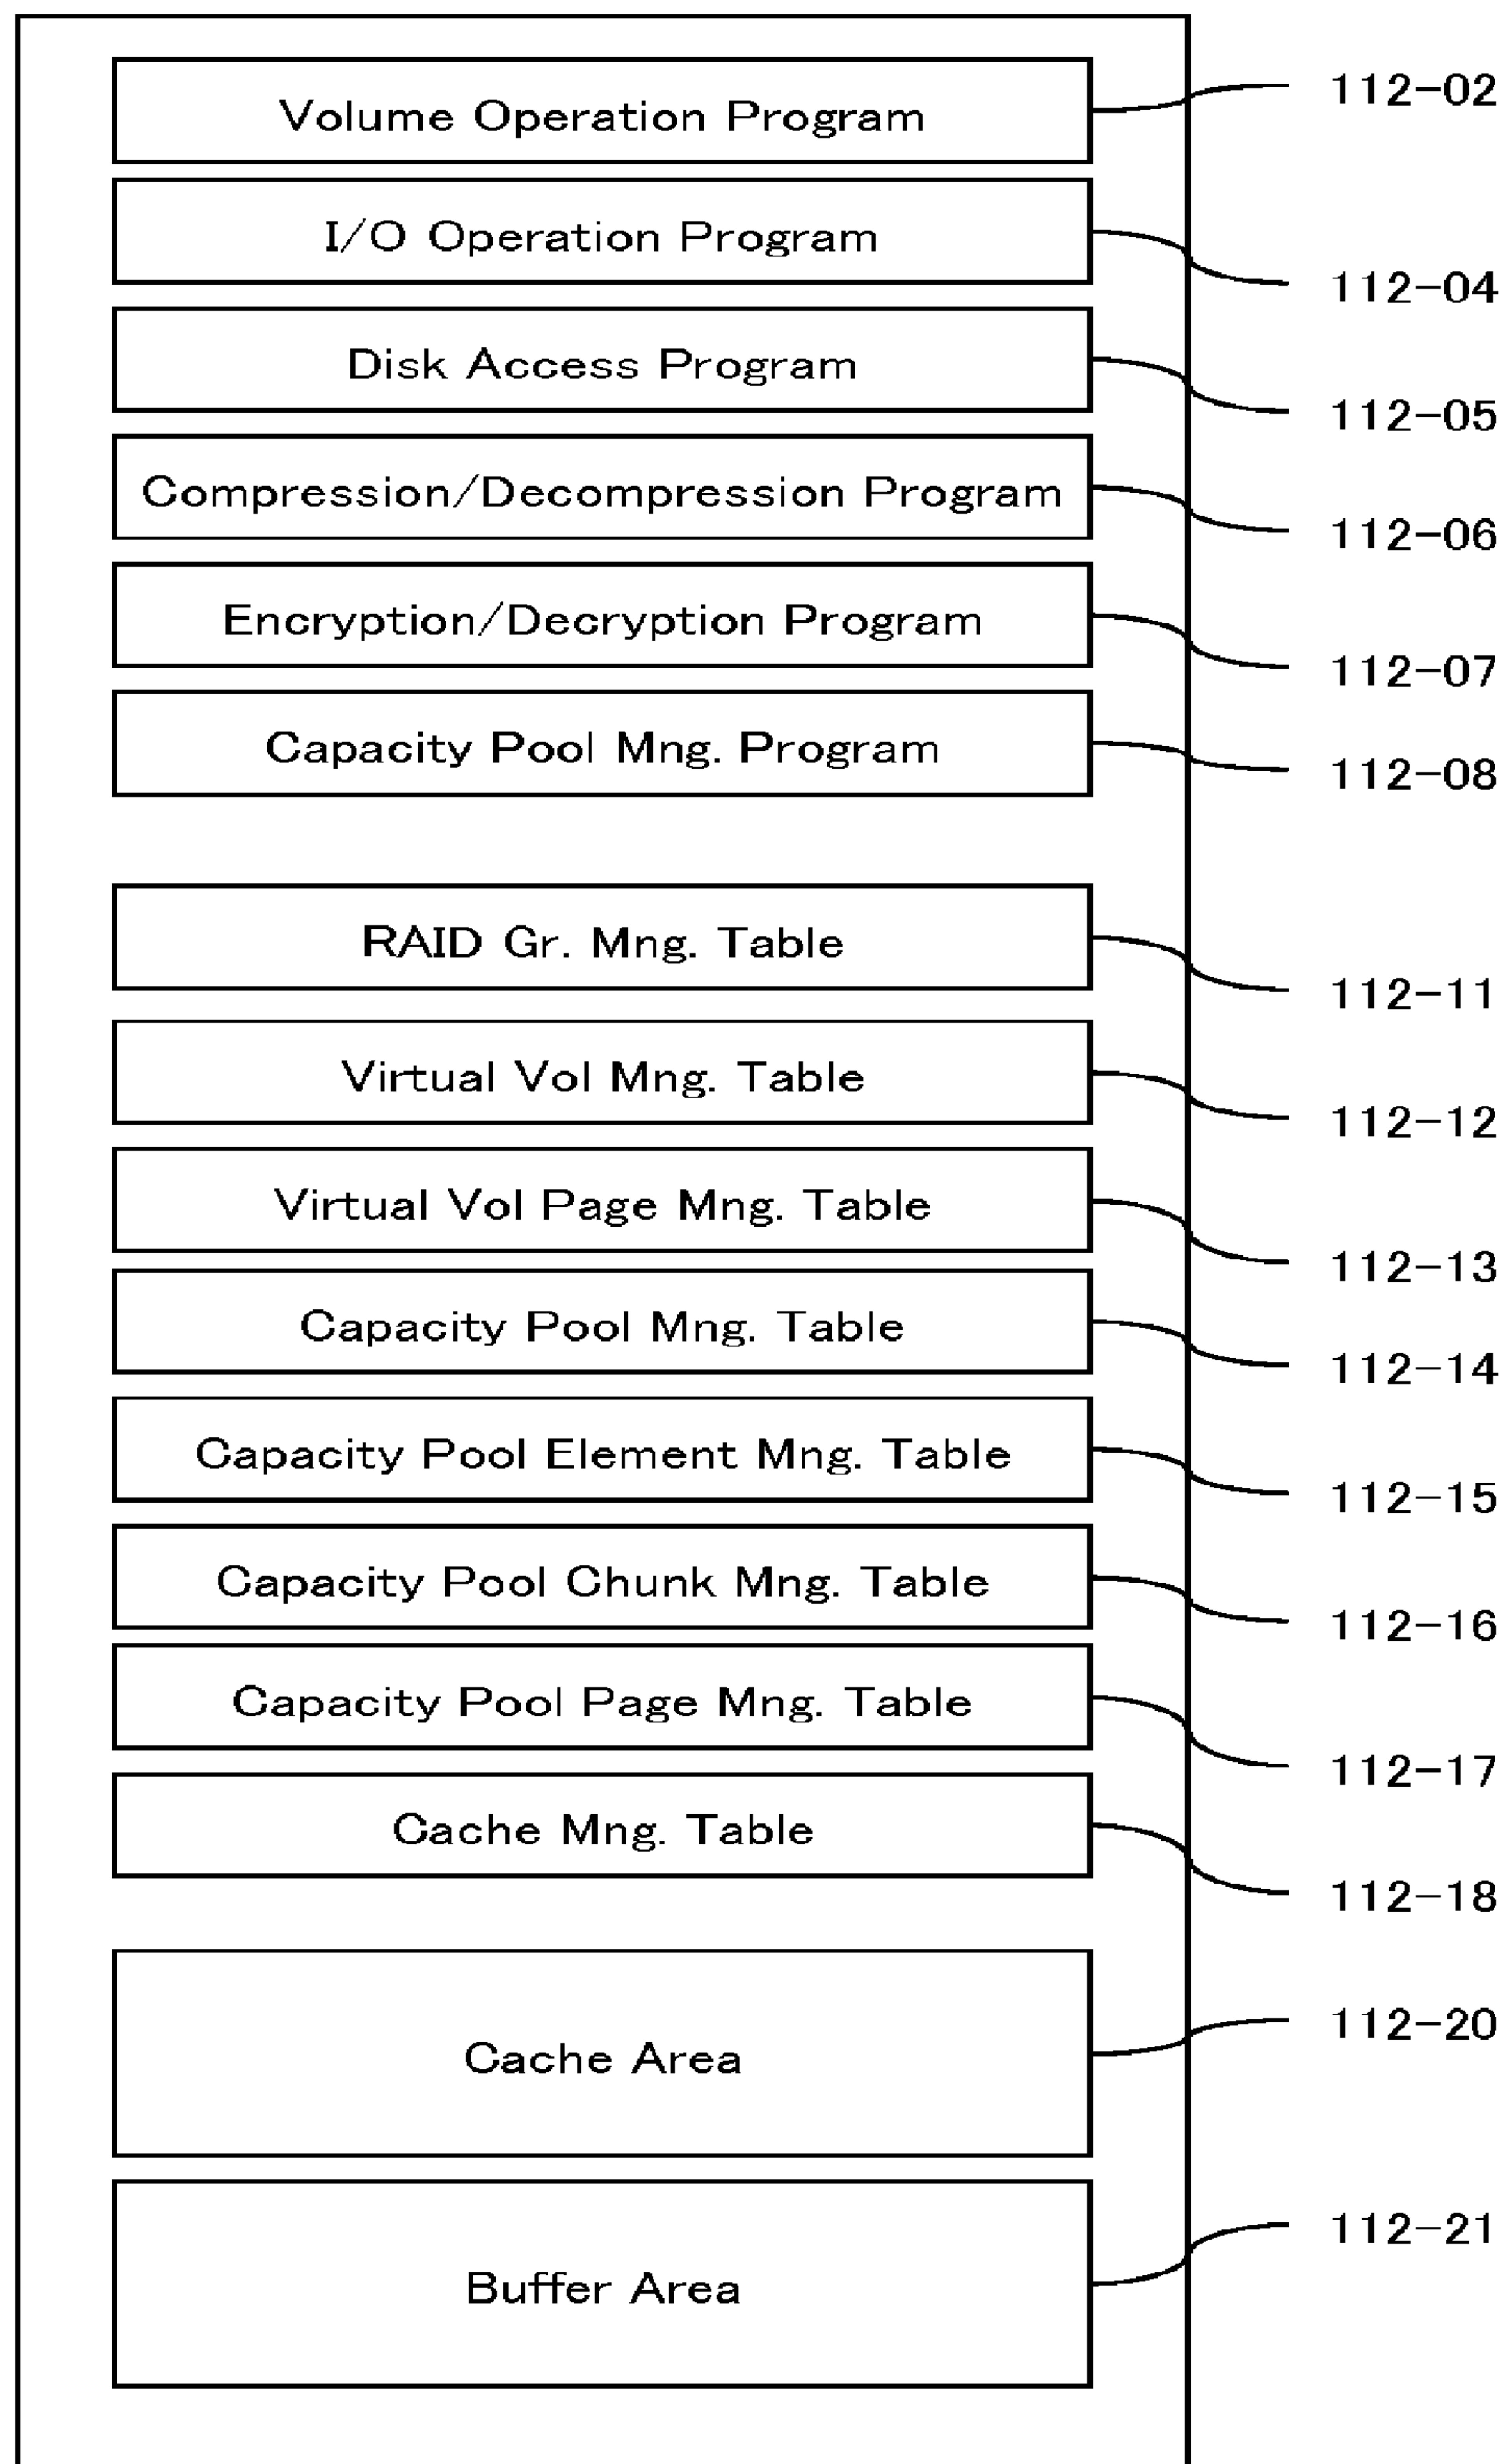 Volume Operation Program 112-02
I/O Operation Program 112-04
Disk Access Program 112-05
Compression/Decompression Program 112-06
Encryption/Decryption Program 112-07
Capacity Pool Mng. Program 112-08
RAID Gr. Mng. Table 112-11
Virtual Vol Mng. Table 112-12
Virtual Vol Page Mng. Table 112-13
Capacity Pool Mng. Table 112-14
Capacity Pool Element Mng. Table 112-15
Capacity Pool Chunk Mng. Table 112-16
Capacity Pool Page Mng. Table 112-17
Cache Mng. Table 112-18
Cache Area 112-20
Buffer Area 112-21